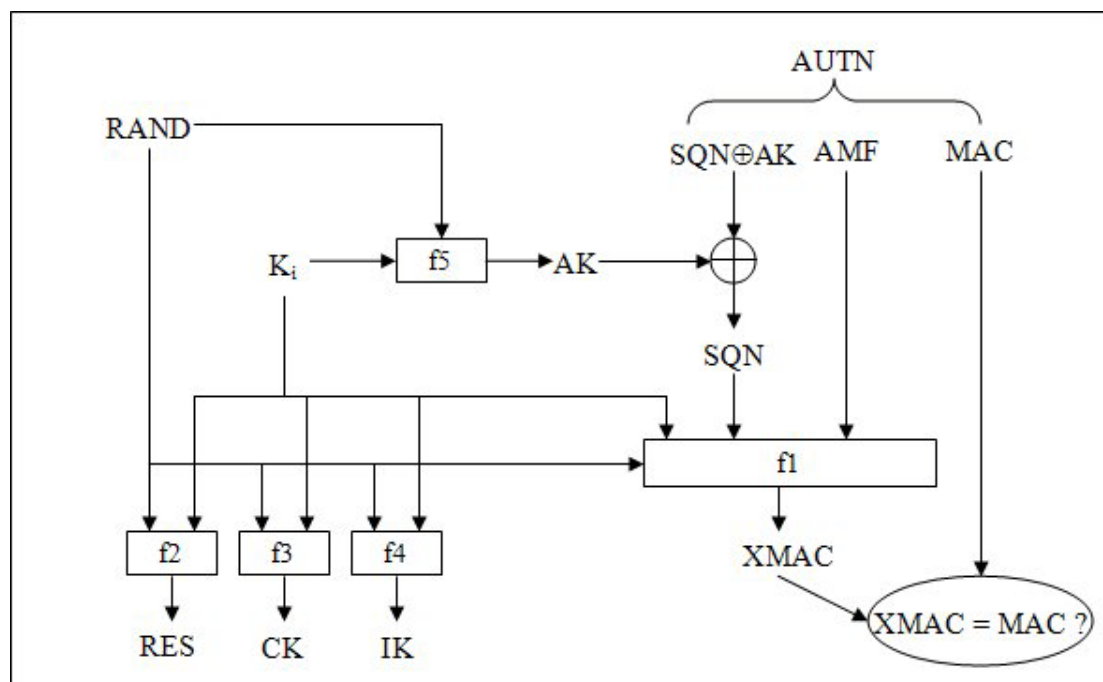 AUTN
RAND
SQN⊕AK AMF MAC
Ki f5 AK
SQN
f1
f2 f3 f4
XMAC
RES CK IK
XMAC = MAC ?